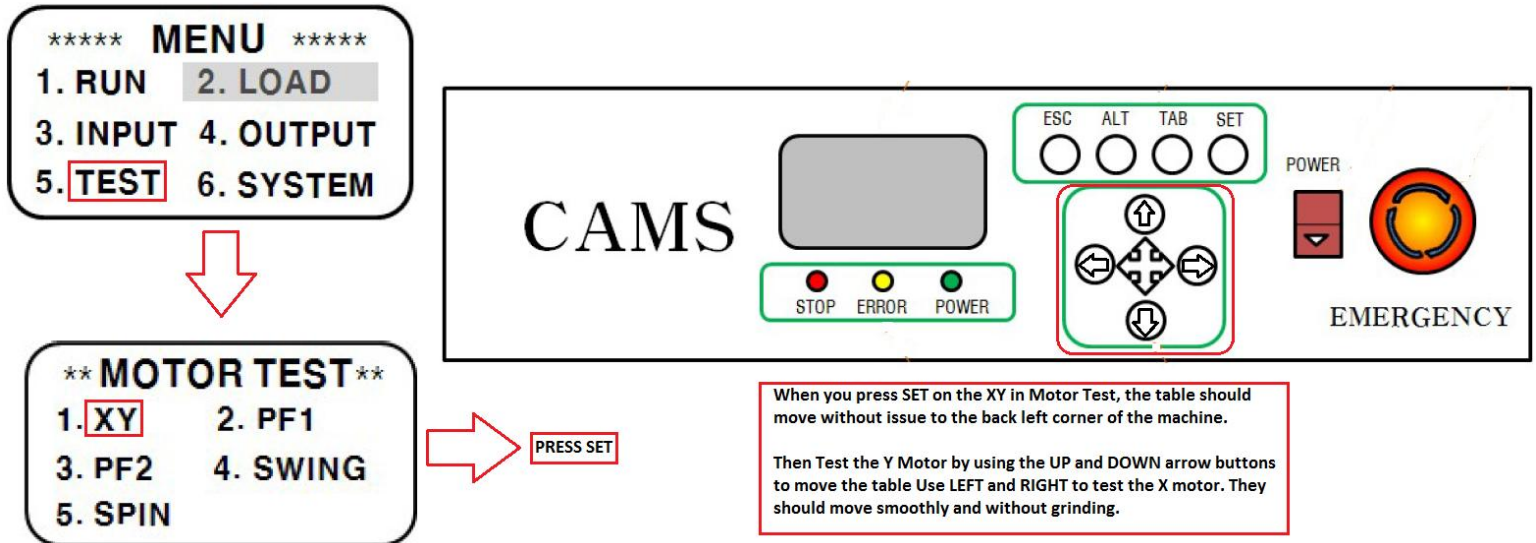 ***** MENU *****
1. RUN 2. LOAD
3. INPUT 4. OUTPUT
5. TEST 6. SYSTEM
** MOTOR TEST **
1. XY 2. PF1
3. PF2 4. SWING
5. SPIN
PRESS SET
CAMS
STOP ERROR POWER
ESC ALT TAB SET
POWER
EMERGENCY
When you press SET on the XY in Motor Test, the table should
move without issue to the back left corner of the machine.
Then Test the Y Motor by using the UP and DOWN arrow buttons
to move the table Use LEFT and RIGHT to test the X motor. They
should move smoothly and without grinding.